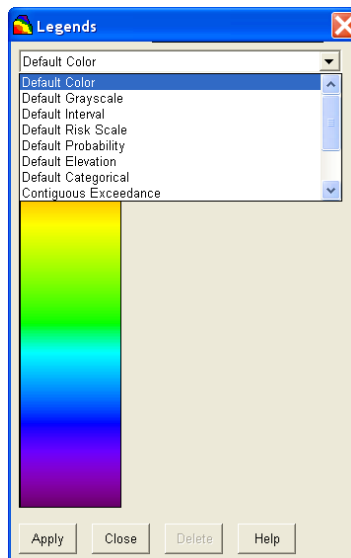 Legends
Default Color
Default Color
Default Grayscale
Default Interval
Default Risk Scale
Default Probability
Default Elevation
Default Categorical
Contiguous Exceedance
Apply Close Delete Help